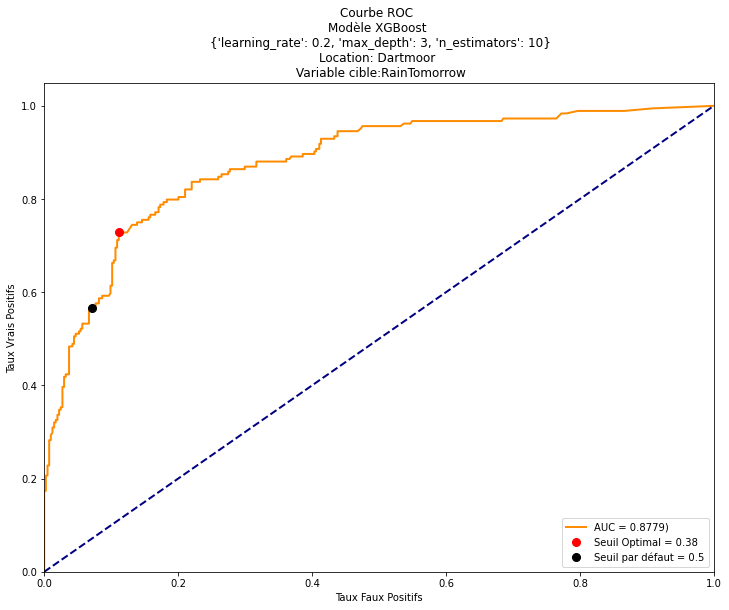 Courbe ROC
Modèle XGBoost
{'learning_rate': 0.2, 'max_depth': 3, 'n_estimators': 10}
Location: Dartmoor
Variable cible:RainTomorrow
Taux Vrais Positifs
1.0
0.8
0.6
0.4
0.2
0.0
0.0 0.2 0.4 0.6 0.8 1.0
Taux Faux Positifs
AUC = 0.8779)
Seuil Optimal = 0.38
Seuil par défaut = 0.5